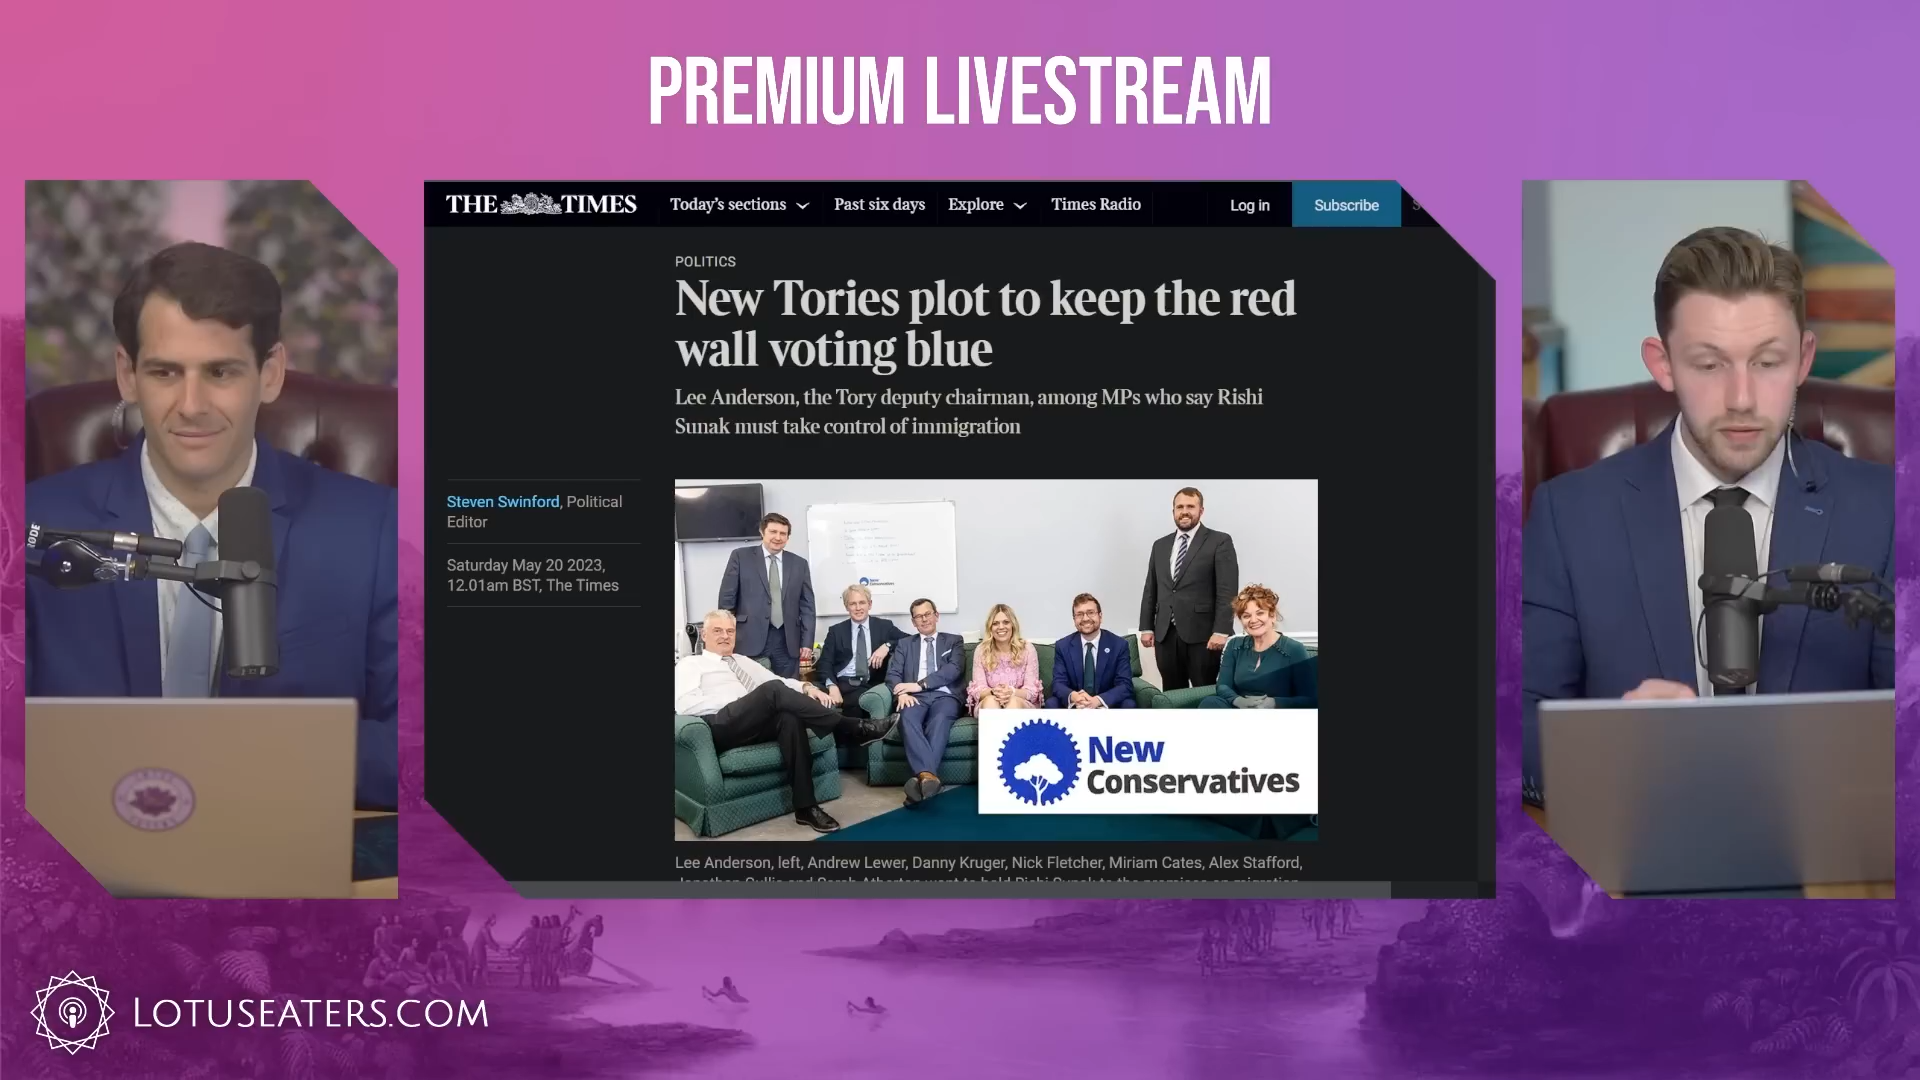 PREMIUM LIVESTREAM
THE TIMES
Today's sections
Past six days
Explore
Times Radio
Log in
Subscribe
POLITICS
New Tories plot to keep the red
wall voting blue
Lee Anderson, the Tory deputy chairman, among MPs who say Rishi
Sunak must take control of immigration
Steven Swinford, Political
Editor
Saturday May 20 2023,
12.01am BST, The Times
New
Conservatives
Lee Anderson, left, Andrew Lewer, Danny Kruger, Nick Fletcher, Miriam Cates, Alex Stafford,
RODE
LOTUSEATERS.COM